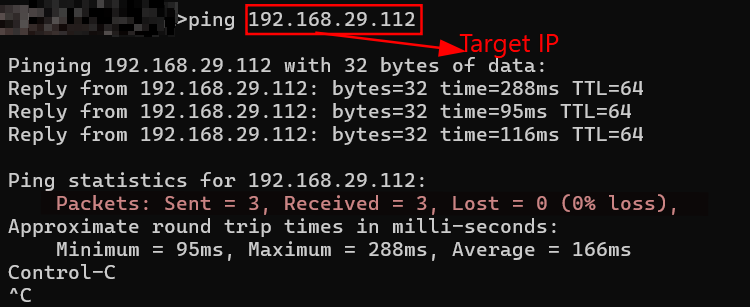 >ping 192.168.29.112
Target IP
Pinging 192.168.29.112 with 32 bytes of data:
Reply from 192.168.29.112: bytes=32 time=288ms TTL=64
Reply from 192.168.29.112: bytes=32 time=95ms TTL=64
Reply from 192.168.29.112: bytes=32 time=116ms TTL=64
Ping statistics for 192.168.29.112:
Packets: Sent = 3, Received = 3, Lost = 0 (0% loss),
Approximate round trip times in milli-seconds:
Minimum = 95ms, Maximum = 288ms, Average = 166ms
Control-C
^C